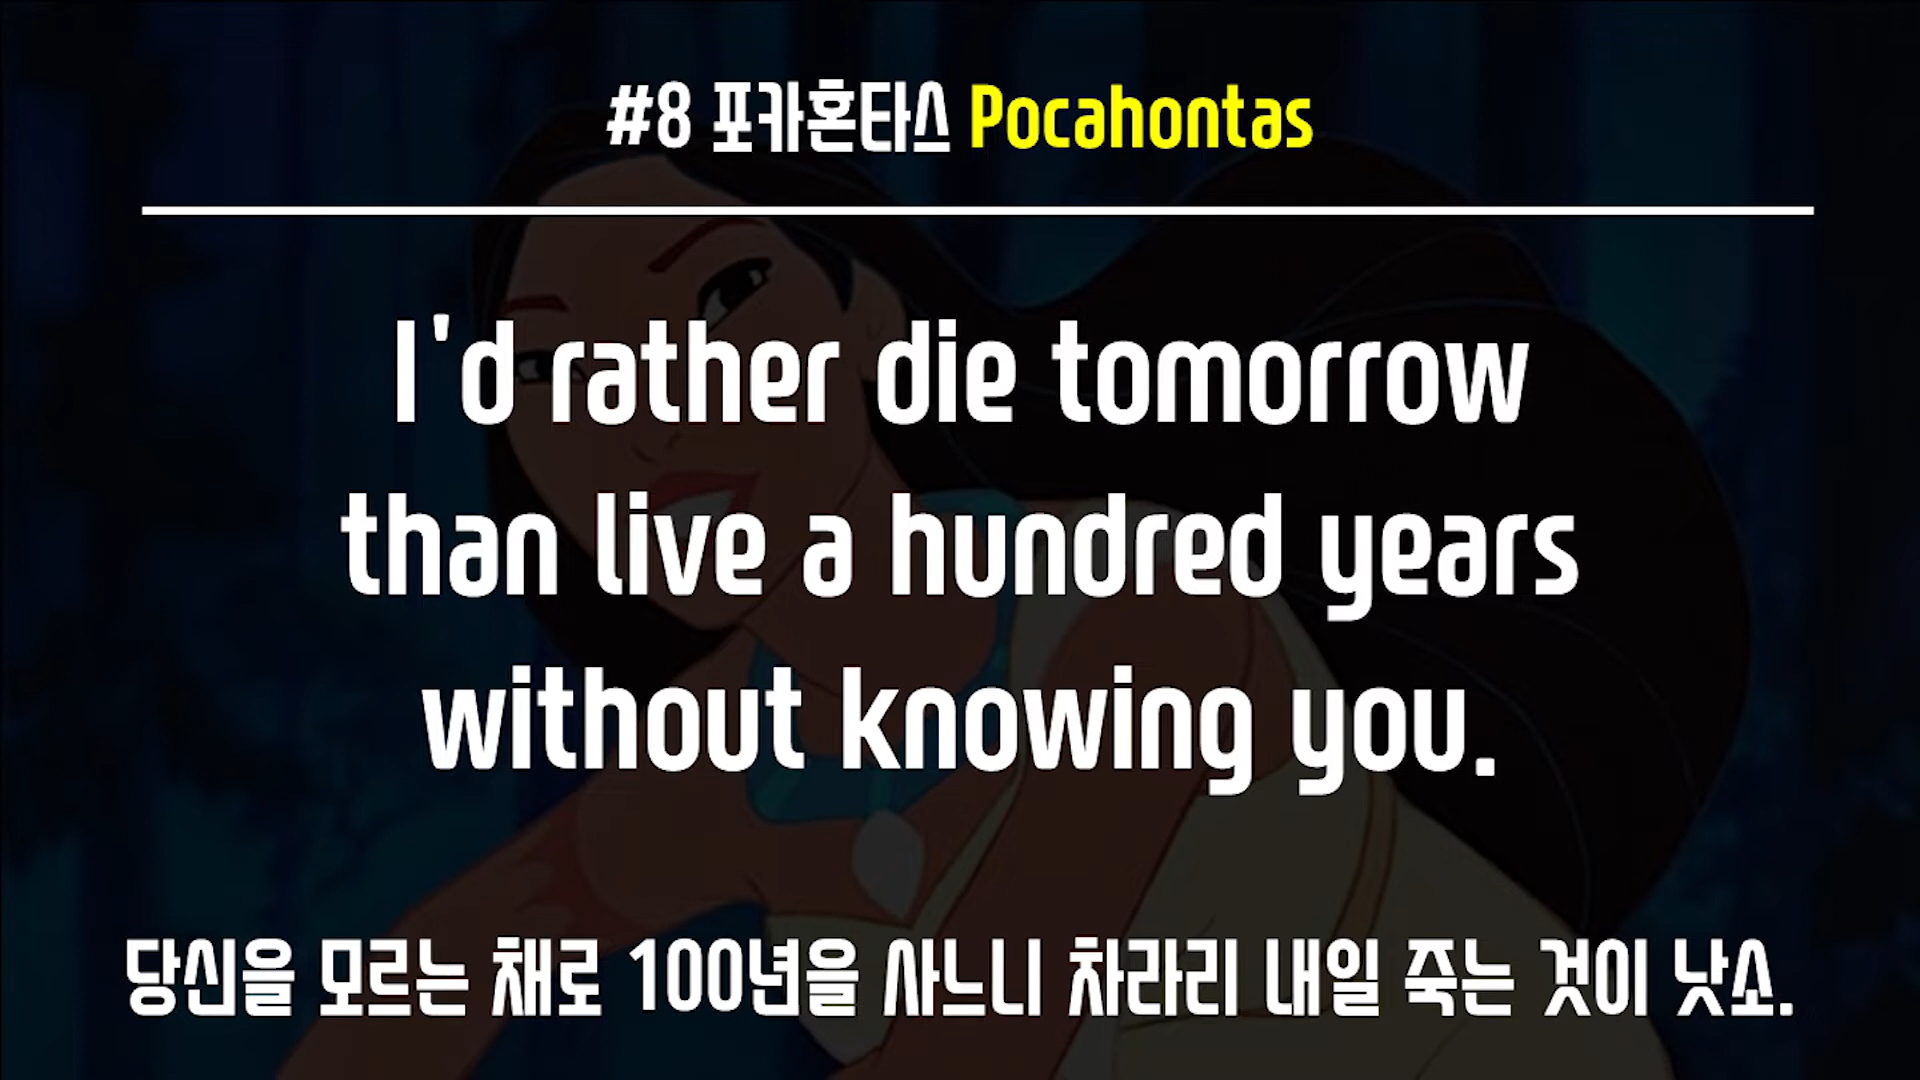 #8 포카혼타스 Pocahontas
I'd rather die tomorrow
than live a hundred years
without knowing you.
당신을 모르는 채로 100년을 사느니 차라리 내일 죽는 것이 낫소.